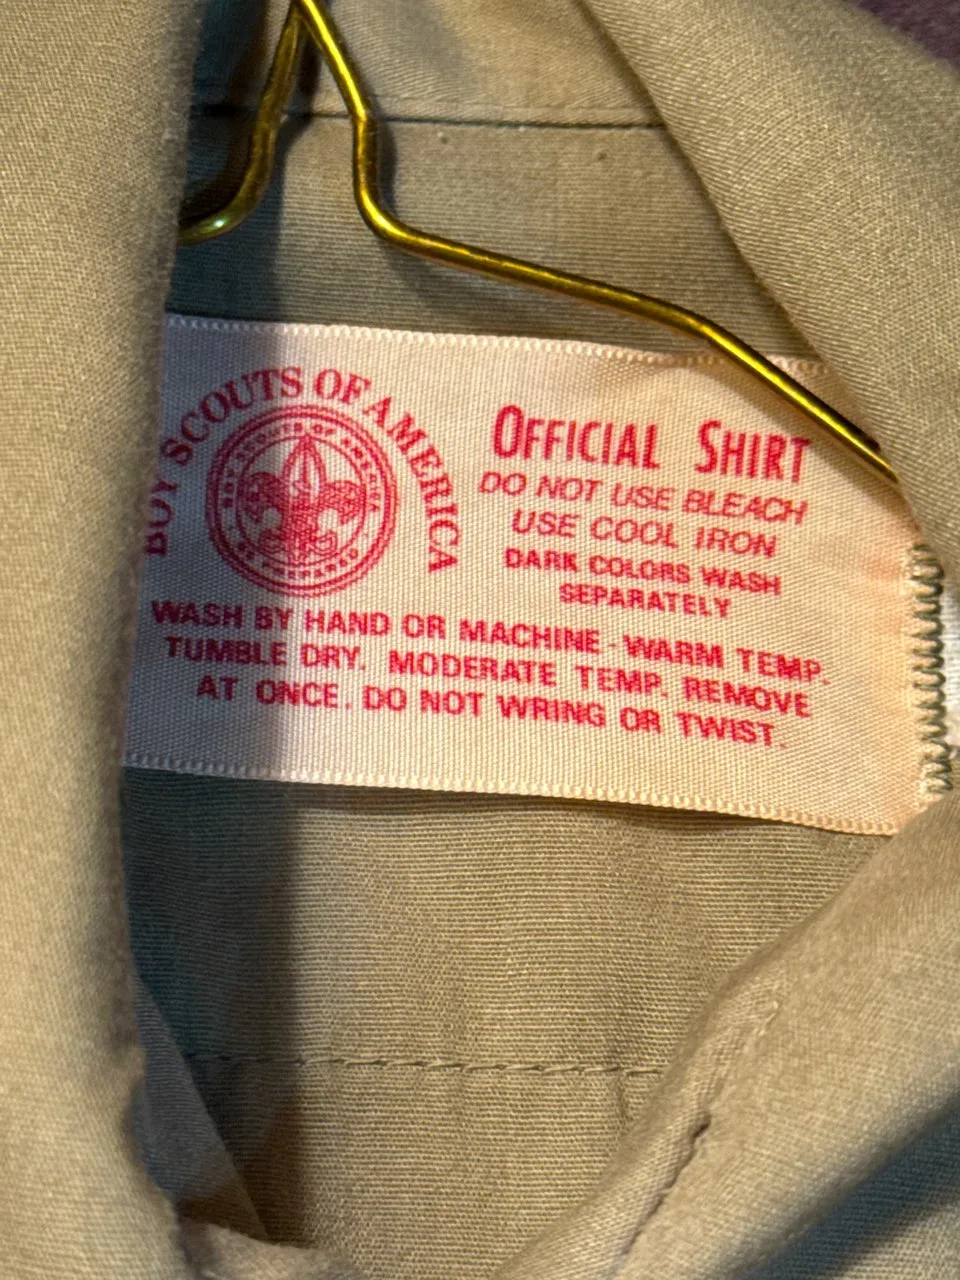 BOY SCOUTS OF AMERICA
OFFICIAL SHIRT
DO NOT USE BLEACH
USE COOL IRON
DARK COLORS WASH
SEPARATELY
WASH BY HAND OR MACHINE - WARM TEMP.
TUMBLE DRY. MODERATE TEMP. REMOVE
AT ONCE. DO NOT WRING OR TWIST.